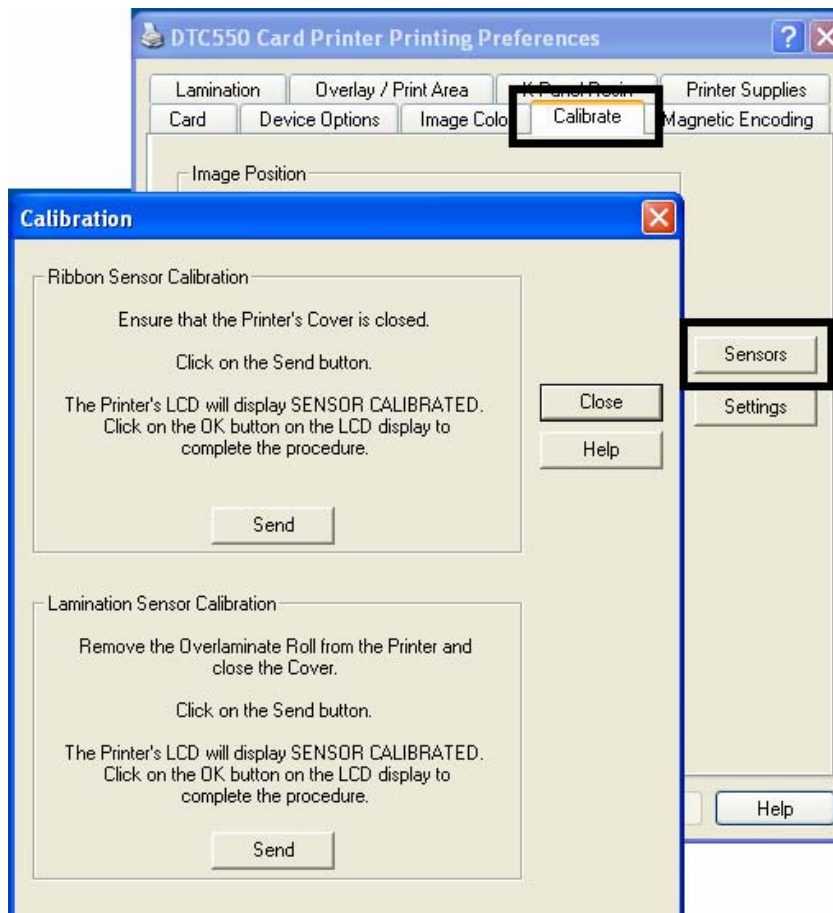 DTC550 Card Printer Printing Preferences
Lamination
Overlay / Print Area
K Panel Resin
Printer Supplies
Card
Device Options
Image Colo
Calibrate
Magnetic Encoding
Image Position
Calibration
Ribbon Sensor Calibration
Ensure that the Printer's Cover is closed.
Click on the Send button.
The Printer's LCD will display SENSOR CALIBRATED.
Click on the OK button on the LCD display to
complete the procedure.
Send
Close
Help
Sensors
Settings
Lamination Sensor Calibration
Remove the Overlaminate Roll from the Printer and
close the Cover.
Click on the Send button.
The Printer's LCD will display SENSOR CALIBRATED.
Click on the OK button on the LCD display to
complete the procedure.
Send
Help